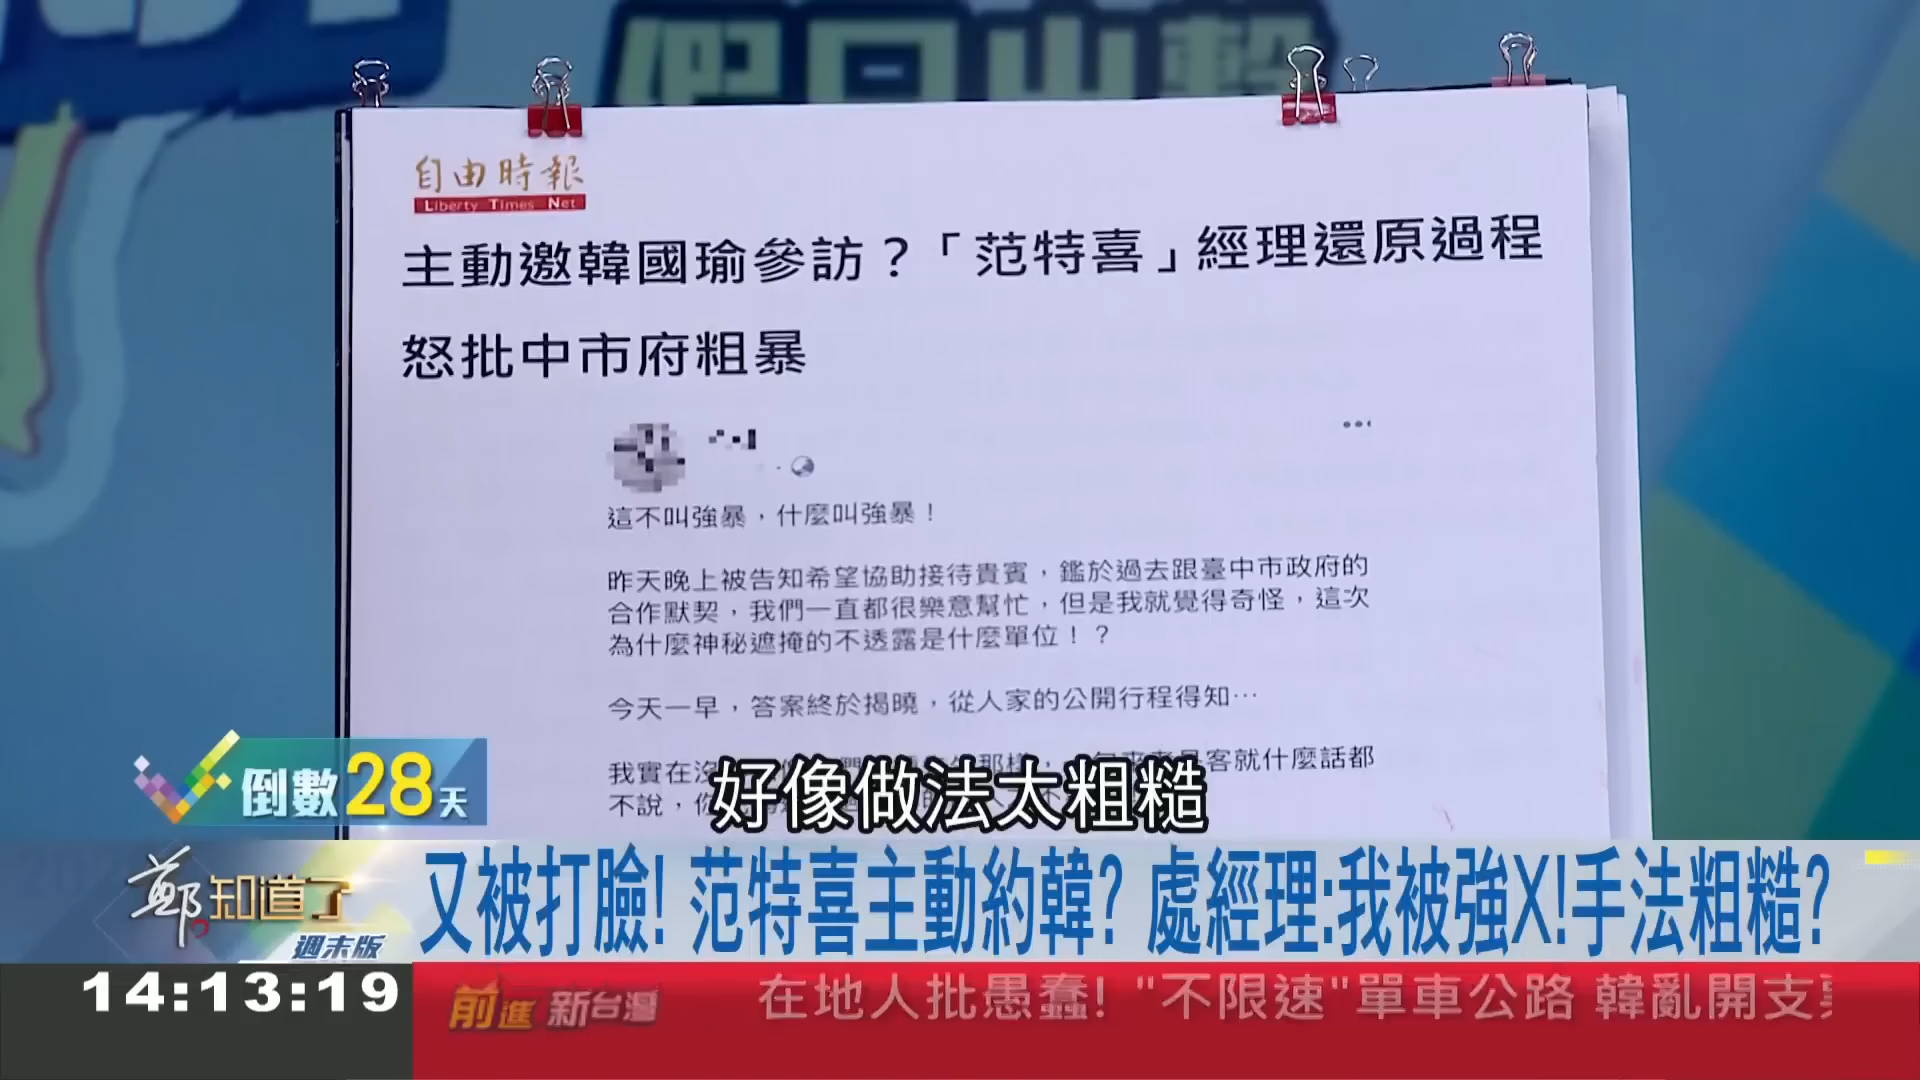 假日出擊
自由時報
Liberty Times Net
主動邀韓國瑜參訪？「范特喜」經理還原過程
怒批中市府粗暴
這不叫強暴，什麼叫強暴！
昨天晚上被告知希望協助接待貴賓，鑑於過去跟臺中市政府的
合作默契，我們一直都很樂意幫忙，但是我就覺得奇怪，這次
為什麼神秘遮掩的不透露是什麼單位！？
今天一早，答案終於揭曉，從人家的公開行程得知…
我實在沒 那樣， 客就什麼話都
不說，
好像做法太粗糙
倒數28天
鄭知道了
週末版
又被打臉! 范特喜主動約韓? 處經理:我被強X!手法粗糙?
14:13:19
前進新台灣
在地人批愚蠢! "不限速"單車公路 韓亂開支